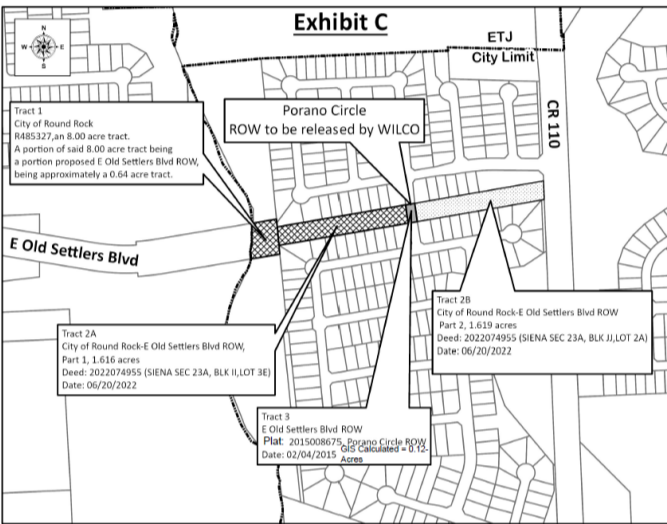 Exhibit C
N
W E
S
ETJ
City Limit
Tract 1
City of Round Rock
R485327,an 8.00 acre tract.
A portion of said 8.00 acre tract being
a portion proposed E Old Settlers Blvd ROW,
being approximately a 0.64 acre tract.
Porano Circle
ROW to be released by WILCO
CR 110
E Old Settlers Blvd
Tract 2B
City of Round Rock-E Old Settlers Blvd ROW
Part 2, 1.619 acres
Deed: 2022074955 (SIENA SEC 23A, BLK JJ,LOT 2A)
Date: 06/20/2022
Tract 2A
City of Round Rock-E Old Settlers Blvd ROW,
Part 1, 1.616 acres
Deed: 2022074955 (SIENA SEC 23A, BLK II,LOT 3E)
Date: 06/20/2022
Tract 3
E Old Settlers Blvd ROW
Plat: 2015008675, Porano Circle ROW
Date: 02/04/2015 GIS Calculated = 0.12-
Acres